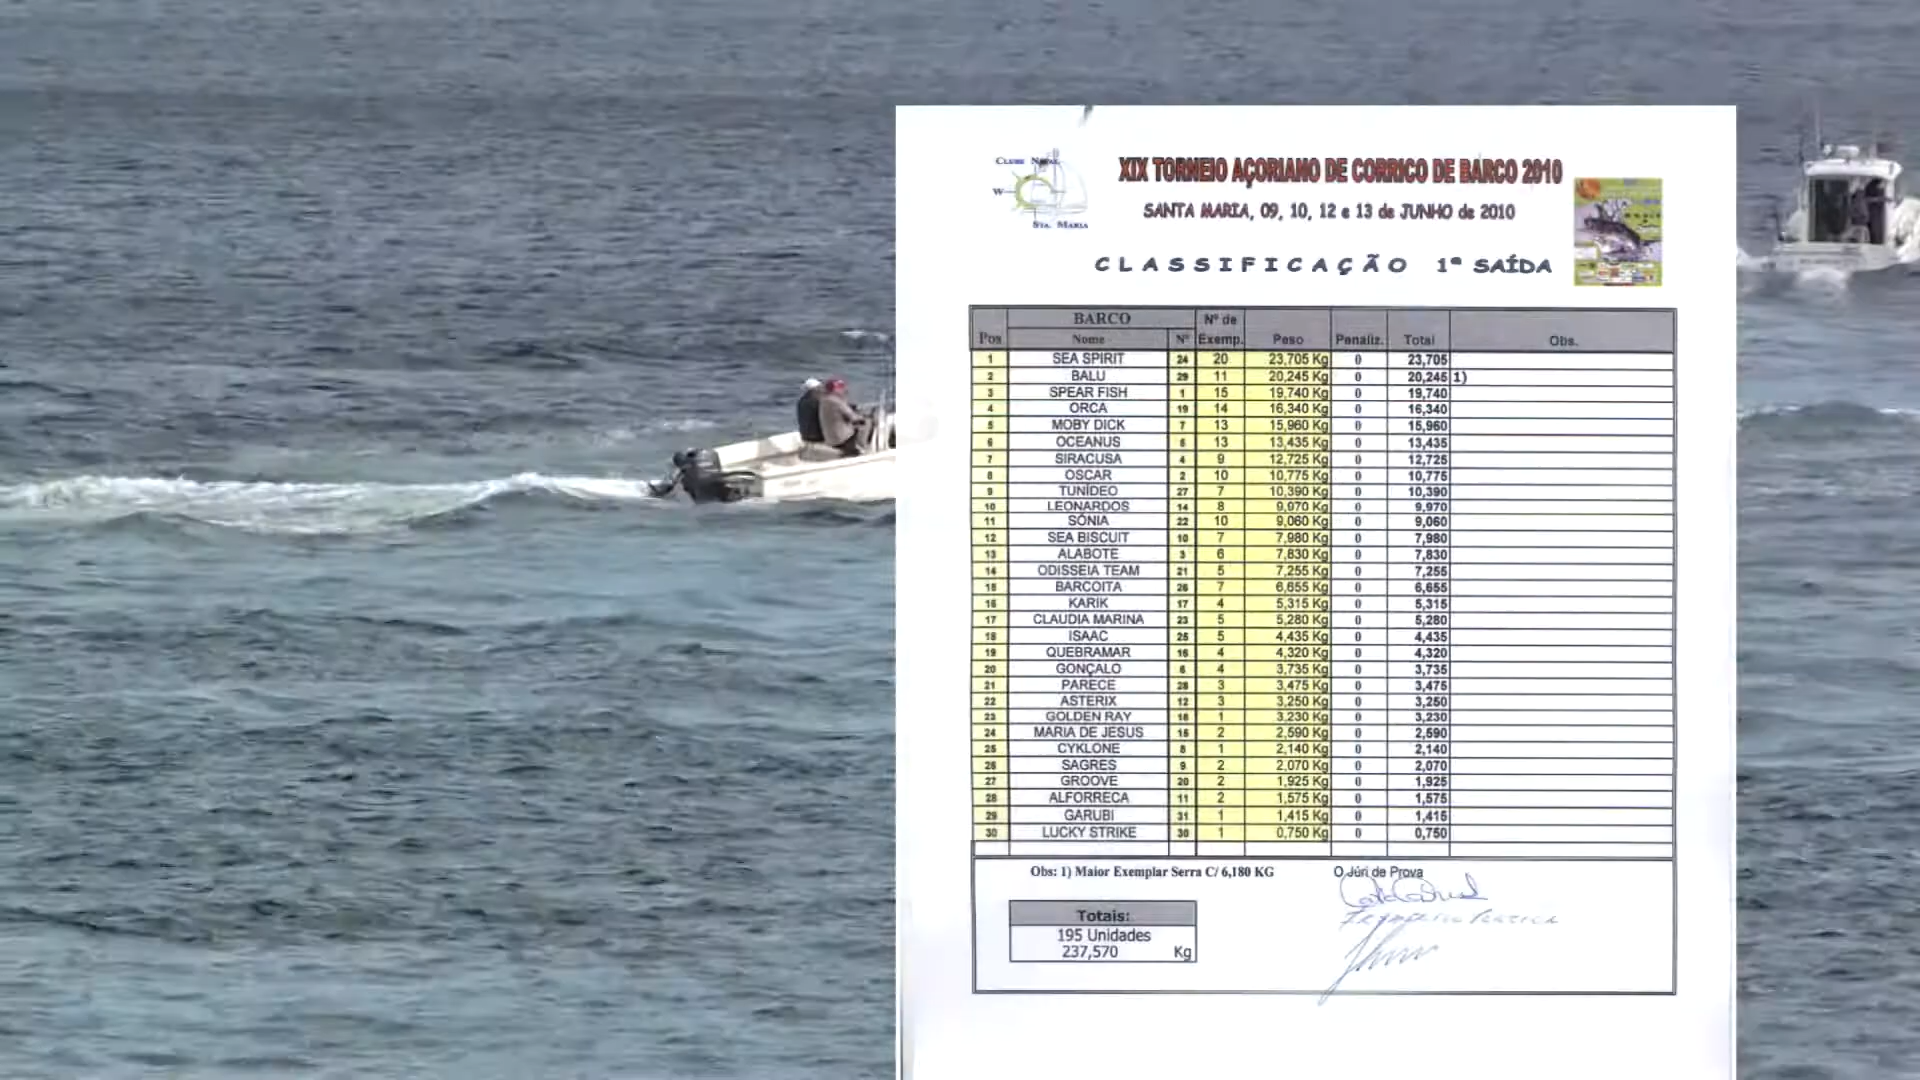 CLUBE NAVAL
W
STA. MARIA
XIX TORNEIO AÇORIANO DE CORRICO DE BARCO 2010
SANTA MARIA, 09, 10, 12 e 13 de JUNHO de 2010
CLASSIFICAÇÃO 1ª SAÍDA
Pos BARCO Nº de Exemp. Peso Penaliz. Total Obs.
Nome Nº
1 SEA SPIRIT 24 20 23,705 Kg 0 23,705
2 BALU 29 11 20,245 Kg 0 20,245 1)
3 SPEAR FISH 1 15 19,740 Kg 0 19,740
4 ORCA 19 14 16,340 Kg 0 16,340
5 MOBY DICK 7 13 15,960 Kg 0 15,960
6 OCEANUS 13 13,435 Kg 0 13,435
7 SIRACUSA 4 9 12,725 Kg 0 12,725
8 OSCAR 2 10 10,775 Kg 0 10,775
9 TUNÍDEO 27 7 10,390 Kg 0 10,390
10 LEONARDOS 14 8 9,970 Kg 0 9,970
11 SÓNIA 22 10 9,060 Kg 0 9,060
12 SEA BISCUIT 10 7 7,980 Kg 0 7,980
13 ALABOTE 3 6 7,830 Kg 0 7,830
14 ODISSEIA TEAM 21 5 7,255 Kg 0 7,255
15 BARCOITA 26 7 6,655 Kg 0 6,655
16 KARIK 17 4 5,315 Kg 0 5,315
17 CLAUDIA MARINA 23 5 5,280 Kg 0 5,280
18 ISAAC 25 5 4,435 Kg 0 4,435
19 QUEBRAMAR 16 4 4,320 Kg 0 4,320
20 GONÇALO 4 3,735 Kg 0 3,735
21 PARECE 28 3 3,475 Kg 0 3,475
22 ASTERIX 12 3 3,250 Kg 0 3,250
23 GOLDEN RAY 18 1 3,230 Kg 0 3,230
24 MARIA DE JESUS 15 2 2,590 Kg 0 2,590
25 CYKLONE 8 1 2,140 Kg 0 2,140
26 SAGRES 9 2 2,070 Kg 0 2,070
27 GROOVE 20 2 1,925 Kg 0 1,925
28 ALFORRECA 11 2 1,575 Kg 0 1,575
29 GARUBI 31 1 1,415 Kg 0 1,415
30 LUCKY STRIKE 30 1 0,750 Kg 0 0,750
Obs: 1) Maior Exemplar Serra C/ 6,180 KG
O Júri de Prova
Totais:
195 Unidades
237,570 Kg